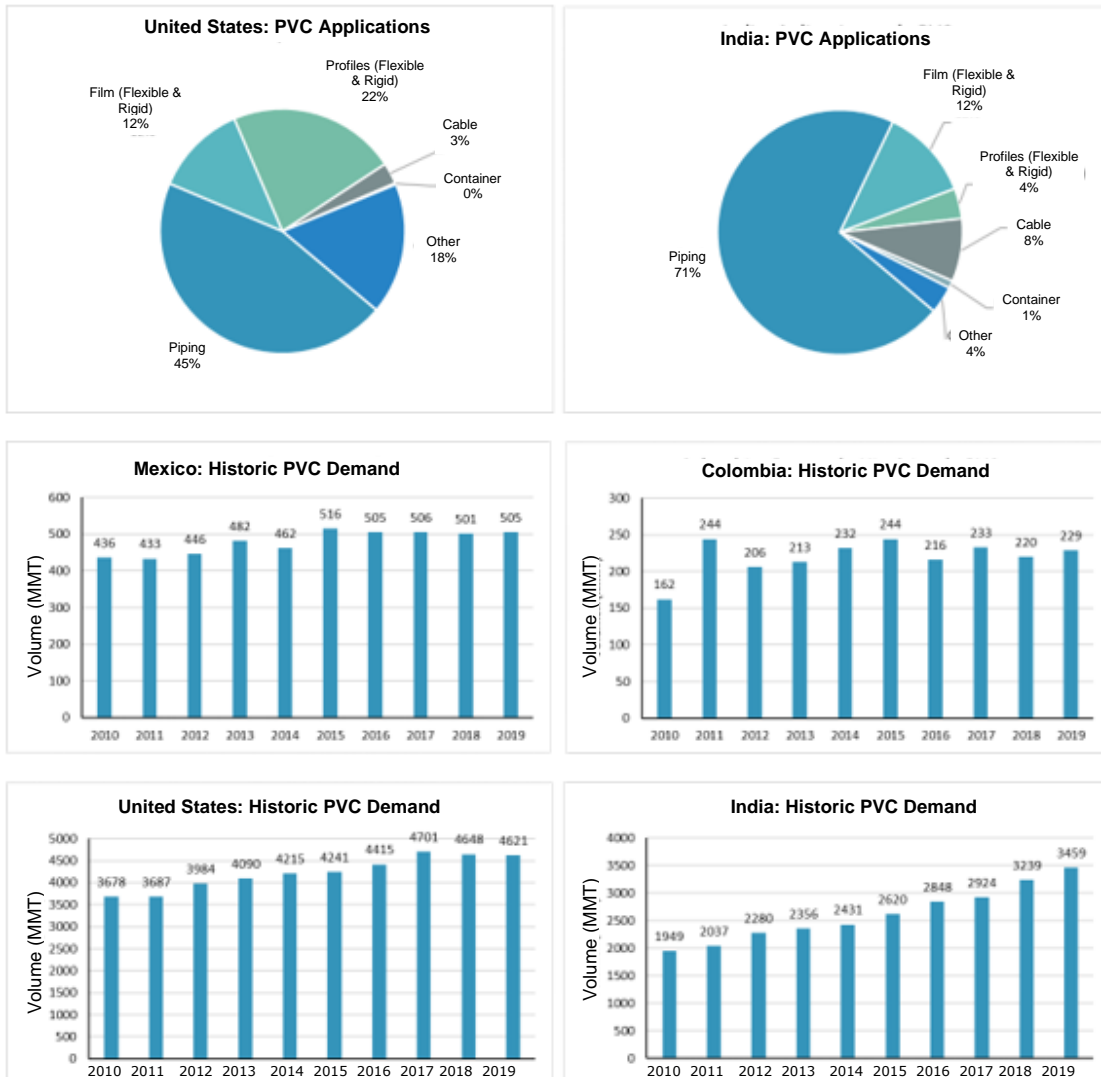 United States: PVC Applications
Profiles (Flexible
& Rigid)
22%
Film (Flexible &
Rigid)
12%
Cable
3%
Container
0%
Other
18%
Piping
45%
India: PVC Applications
Film (Flexible &
Rigid)
12%
Profiles (Flexible
& Rigid)
4%
Cable
8%
Container
1%
Other
4%
Piping
71%
Mexico: Historic PVC Demand
Volume (MMT)
600
500
400
300
200
100
0
436 433 446 482 462 516 505 506 501 505
2010 2011 2012 2013 2014 2015 2016 2017 2018 2019
Colombia: Historic PVC Demand
Volume (MMT)
300
250
200
150
100
50
0
162 244 206 213 232 244 216 233 220 229
2010 2011 2012 2013 2014 2015 2016 2017 2018 2019
United States: Historic PVC Demand
Volume (MMT)
5000
4500
4000
3500
3000
2500
2000
1500
1000
500
0
3678 3687 3984 4090 4215 4241 4415 4701 4648 4621
2010 2011 2012 2013 2014 2015 2016 2017 2018 2019
India: Historic PVC Demand
Volume (MMT)
4000
3500
3000
2500
2000
1500
1000
500
0
1949 2037 2280 2356 2431 2620 2848 2924 3239 3459
2010 2011 2012 2013 2014 2015 2016 2017 2018 2019